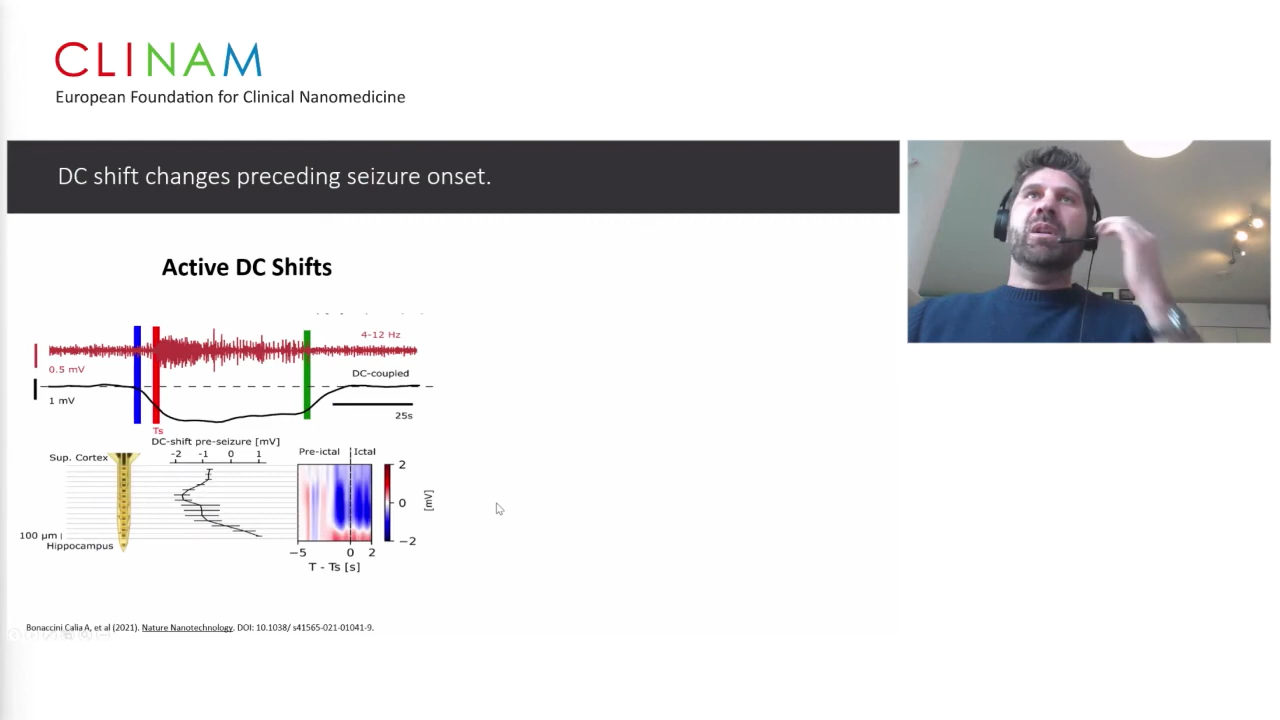 CLINAM
European Foundation for Clinical Nanomedicine
DC shift changes preceding seizure onset.
Active DC Shifts
4-12 Hz
0.5 mV
DC-coupled
1 mV
25s
Ts
DC-shift pre-seizure [mV]
-2 -1 0 1
Sup. Cortex
Pre-ictal Ictal
2
0
−2
[mV]
100 µm
Hippocampus
−5 0 2
T - Ts [s]
Bonaccini Calia A, et al (2021). Nature Nanotechnology. DOI: 10.1038/ s41565-021-01041-9.